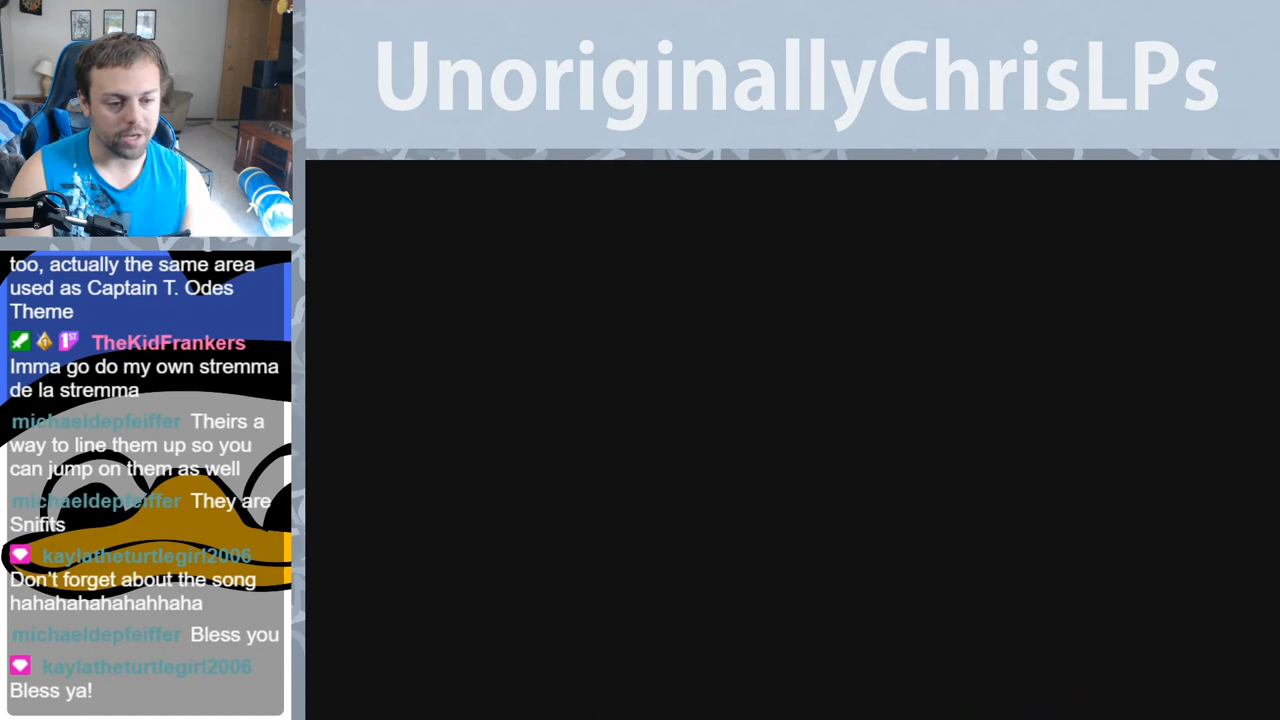 UnoriginallyChrisLPs
too, actually the same area
used as Captain T. Odes
Theme
1ST TheKidFrankers
Imma go do my own stremma
de la stremma
michaeldepfeiffer Theirs a
way to line them up so you
can jump on them as well
michaeldepfeiffer They are
Snifits
kaylatheturtlegirl2006
Don't forget about the song
hahahahahahahhaha
michaeldepfeiffer Bless you
kaylatheturtlegirl2006
Bless ya!